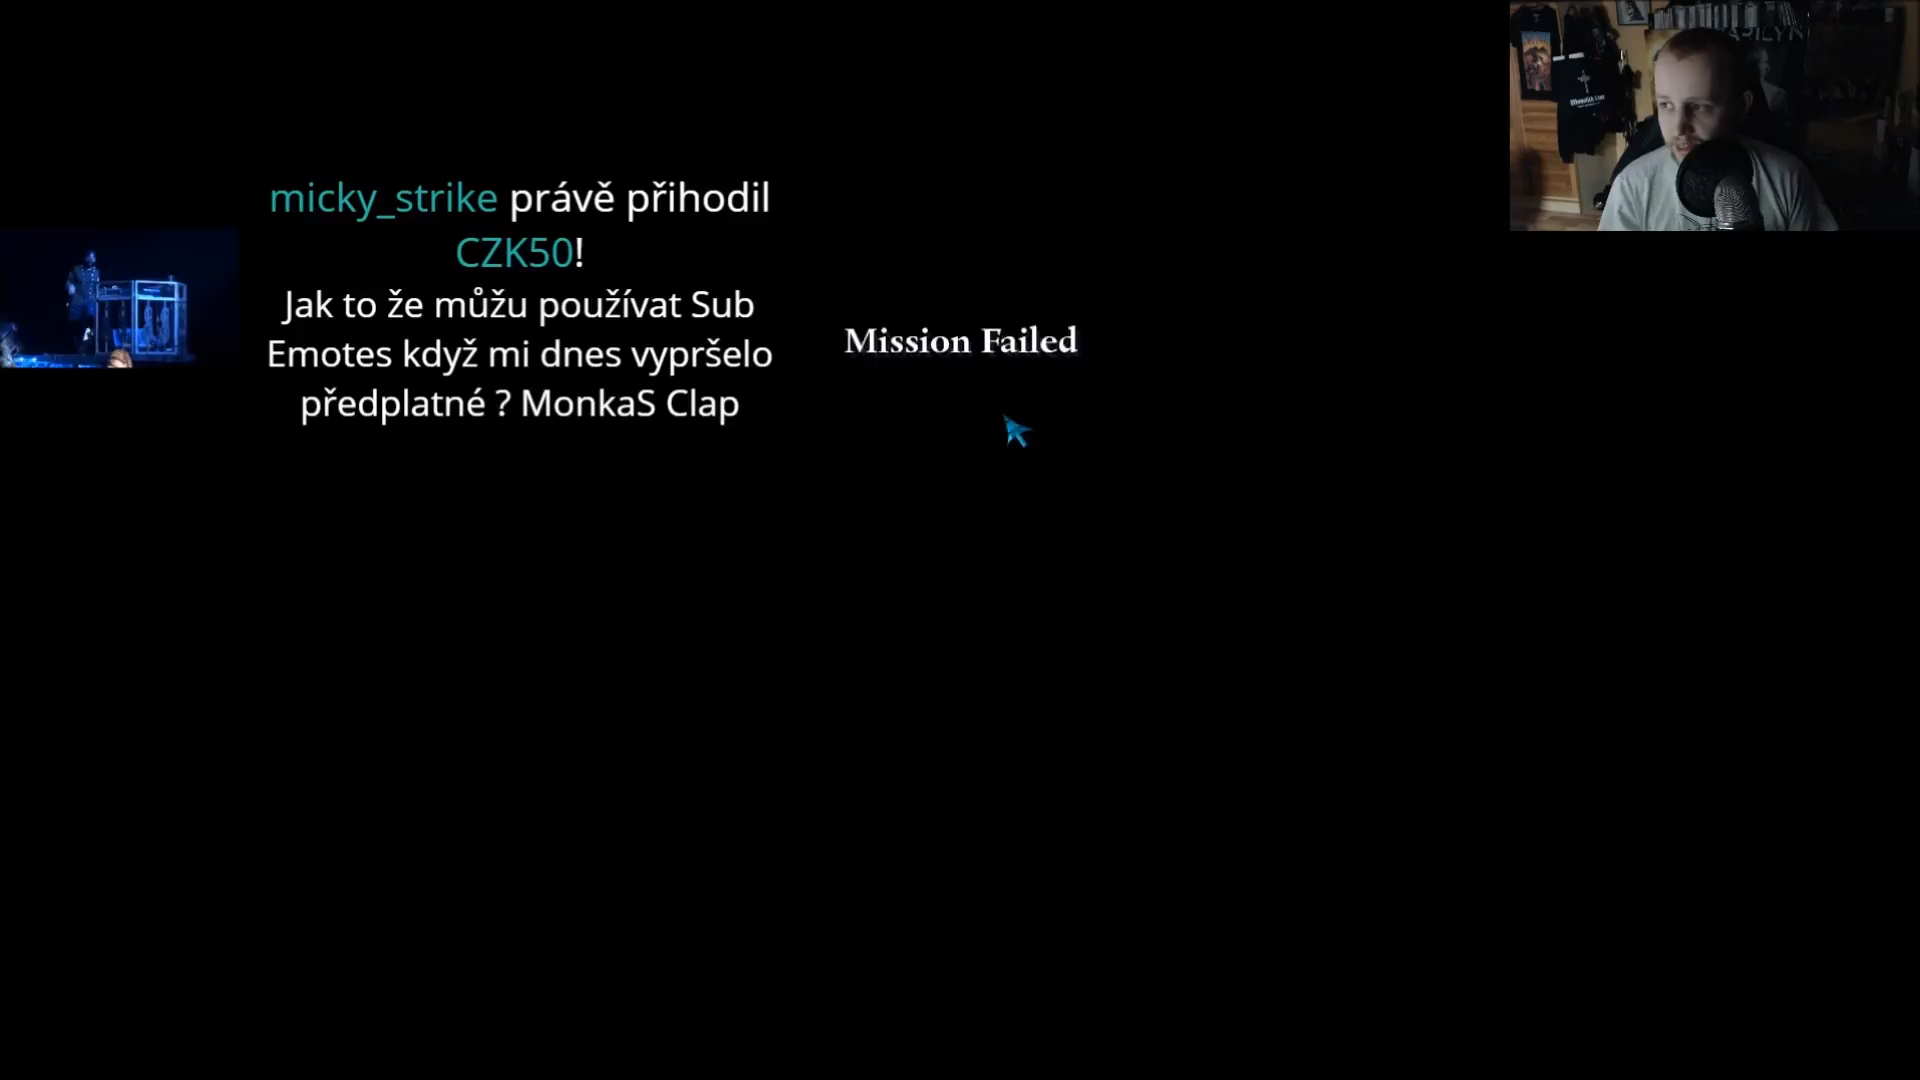 micky_strike právě přihodil
CZK50!
Jak to že můžu používat Sub
Emotes když mi dnes vypršelo
předplatné ? MonkaS Clap
Mission Failed